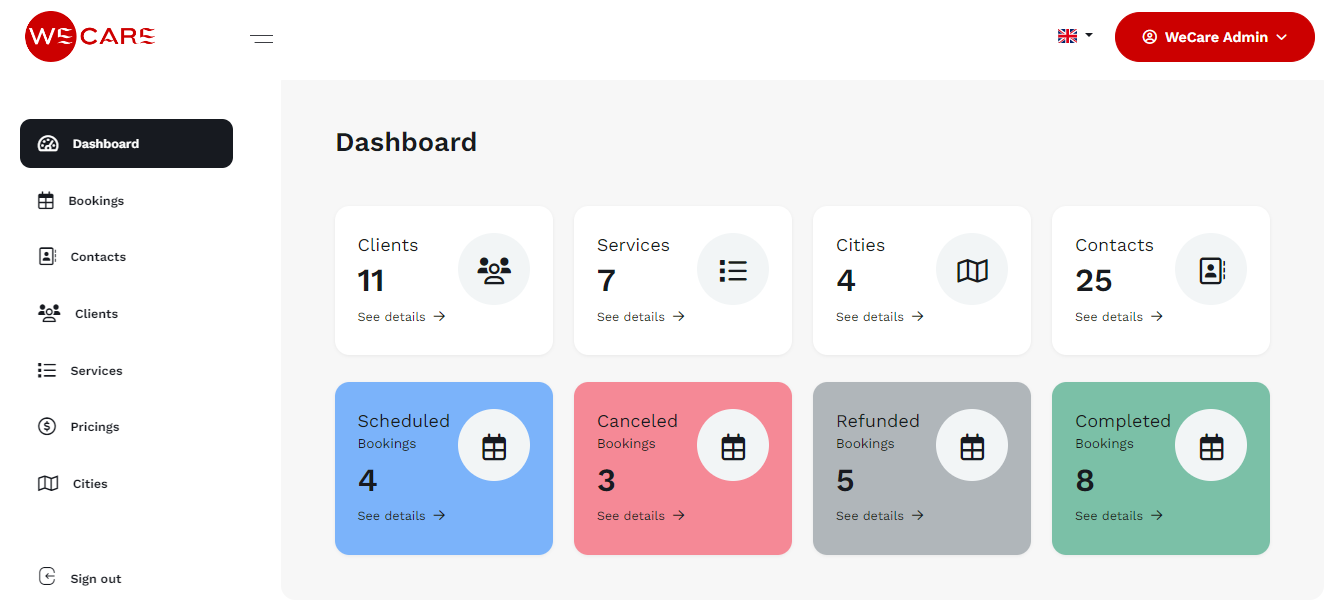 WECARE
WeCare Admin
Dashboard
Bookings
Contacts
Clients
Services
Pricings
Cities
Sign out
Dashboard
Clients
11
See details
Services
7
See details
Cities
4
See details
Contacts
25
See details
Scheduled
Bookings
4
See details
Canceled
Bookings
3
See details
Refunded
Bookings
5
See details
Completed
Bookings
8
See details